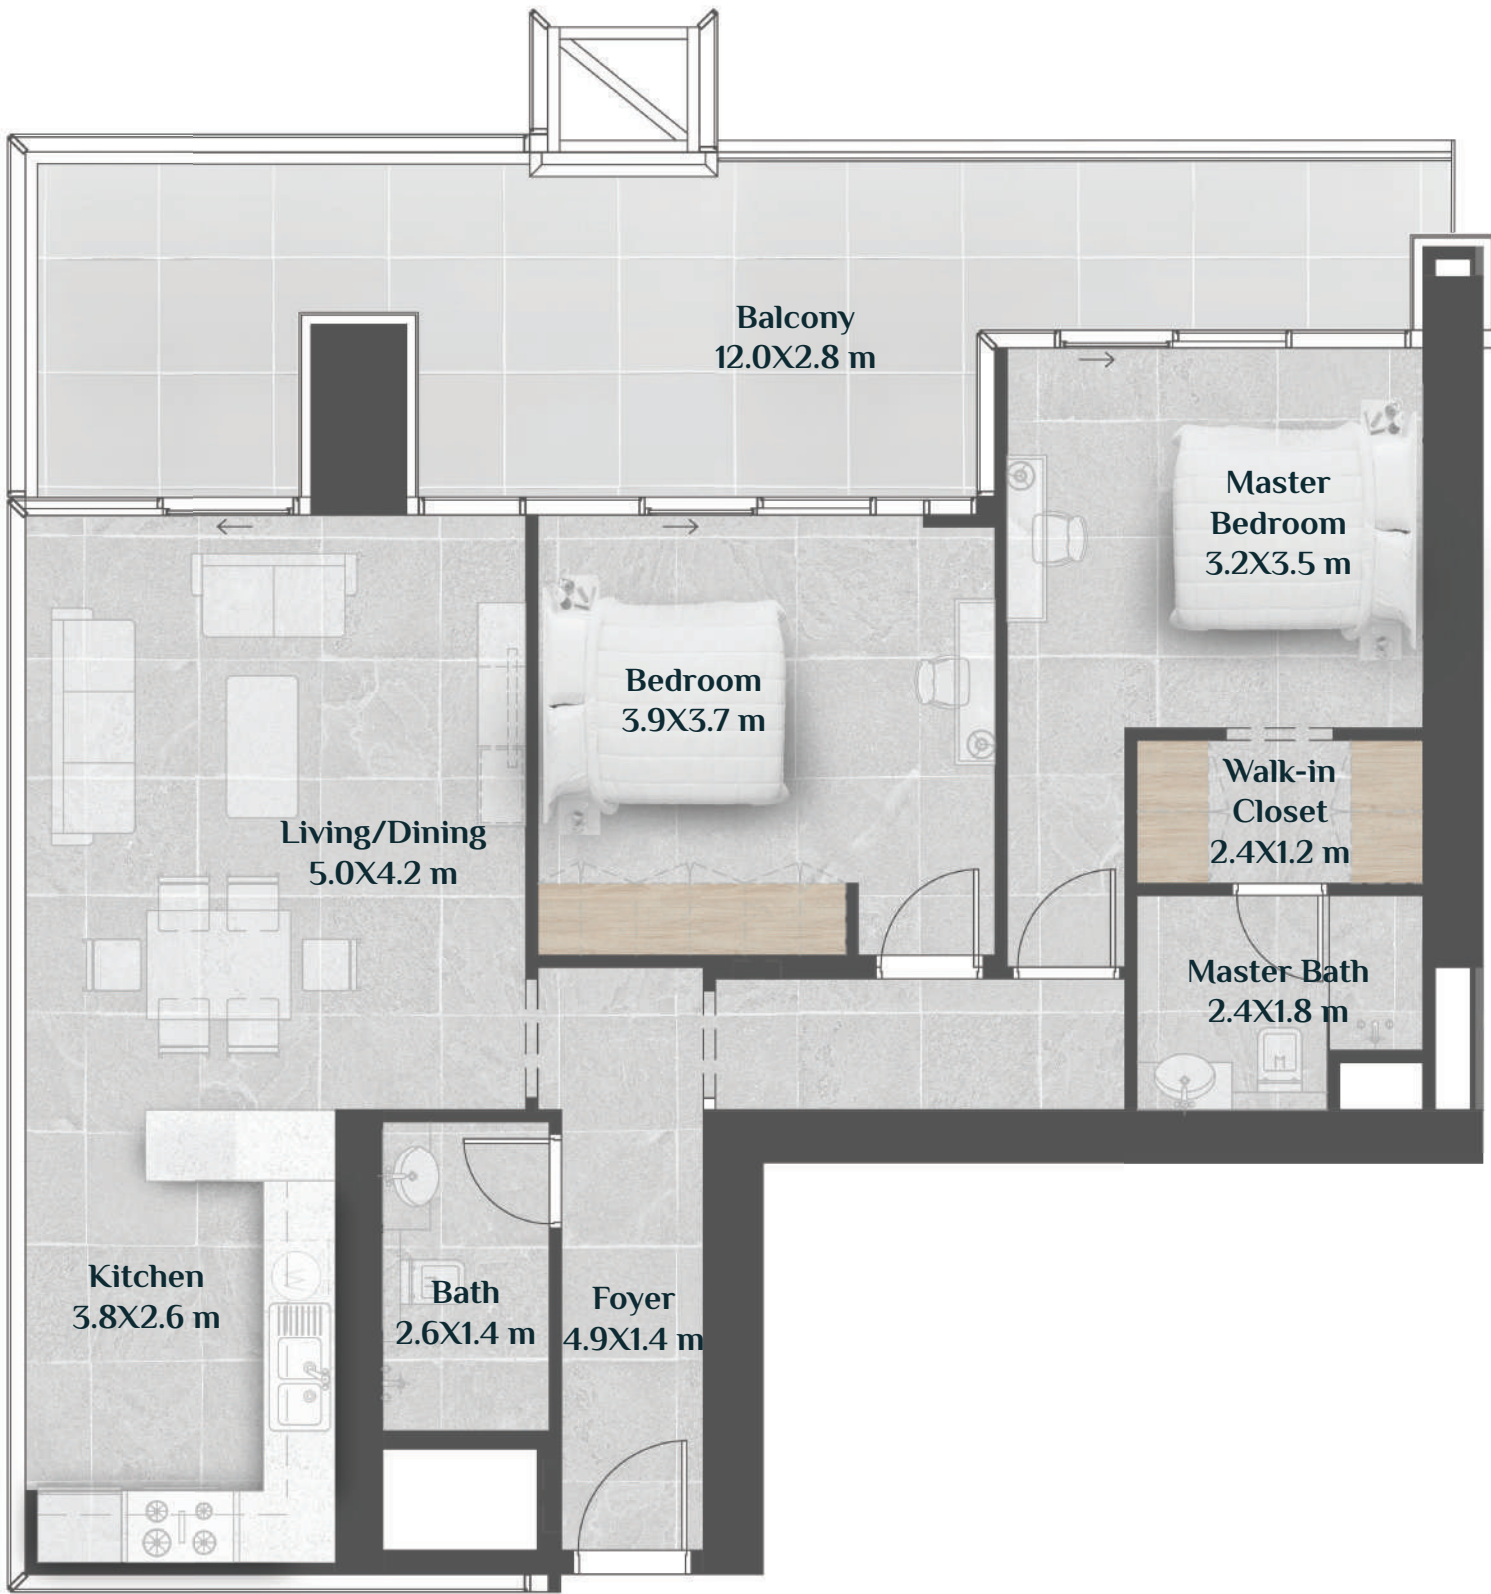 Balcony
12.0X2.8 m
Master
Bedroom
3.2X3.5 m
Bedroom
3.9X3.7 m
Walk-in
Closet
2.4X1.2 m
Living/Dining
5.0X4.2 m
Master Bath
2.4X1.8 m
Kitchen
3.8X2.6 m
Bath
2.6X1.4 m
Foyer
4.9X1.4 m
W
M